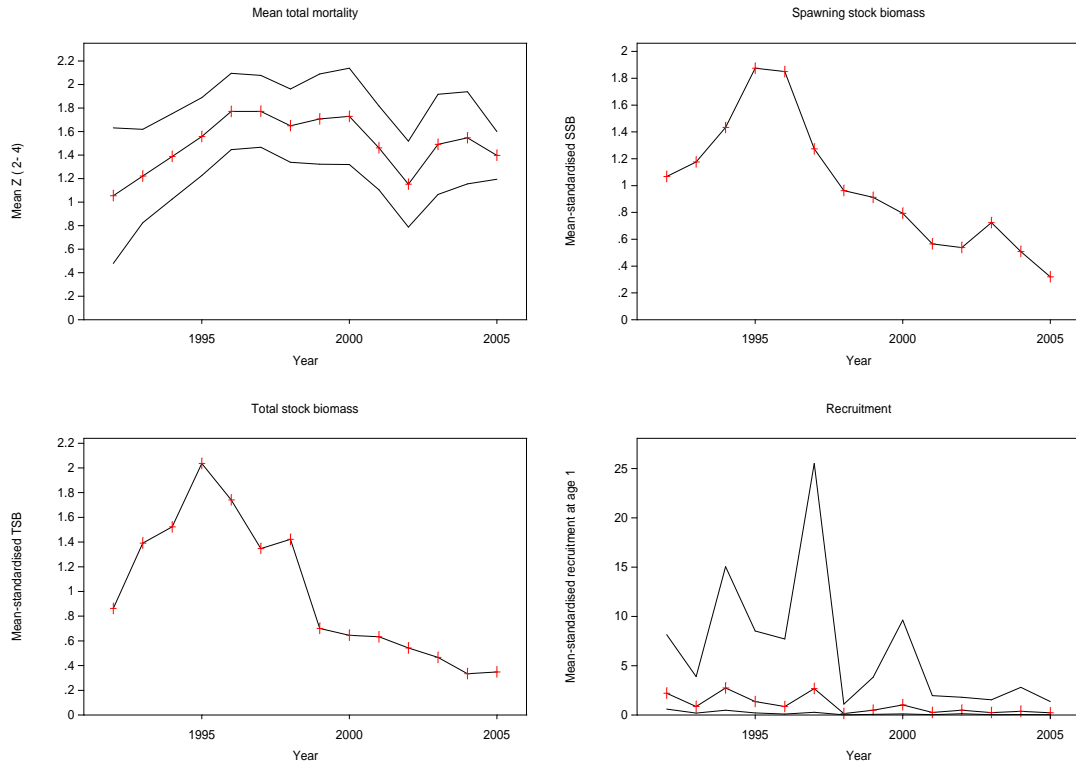 Mean total mortality
Mean Z ( 2- 4)
2.2
2
1.8
1.6
1.4
1.2
1
.8
.6
.4
.2
0
1995 2000 2005
Year
Spawning stock biomass
Mean-standardised SSB
2
1.8
1.6
1.4
1.2
1
.8
.6
.4
.2
0
1995 2000 2005
Year
Total stock biomass
Mean-standardised TSB
2.2
2
1.8
1.6
1.4
1.2
1
.8
.6
.4
.2
0
1995 2000 2005
Year
Recruitment
Mean-standardised recruitment at age 1
25
20
15
10
5
0
1995 2000 2005
Year